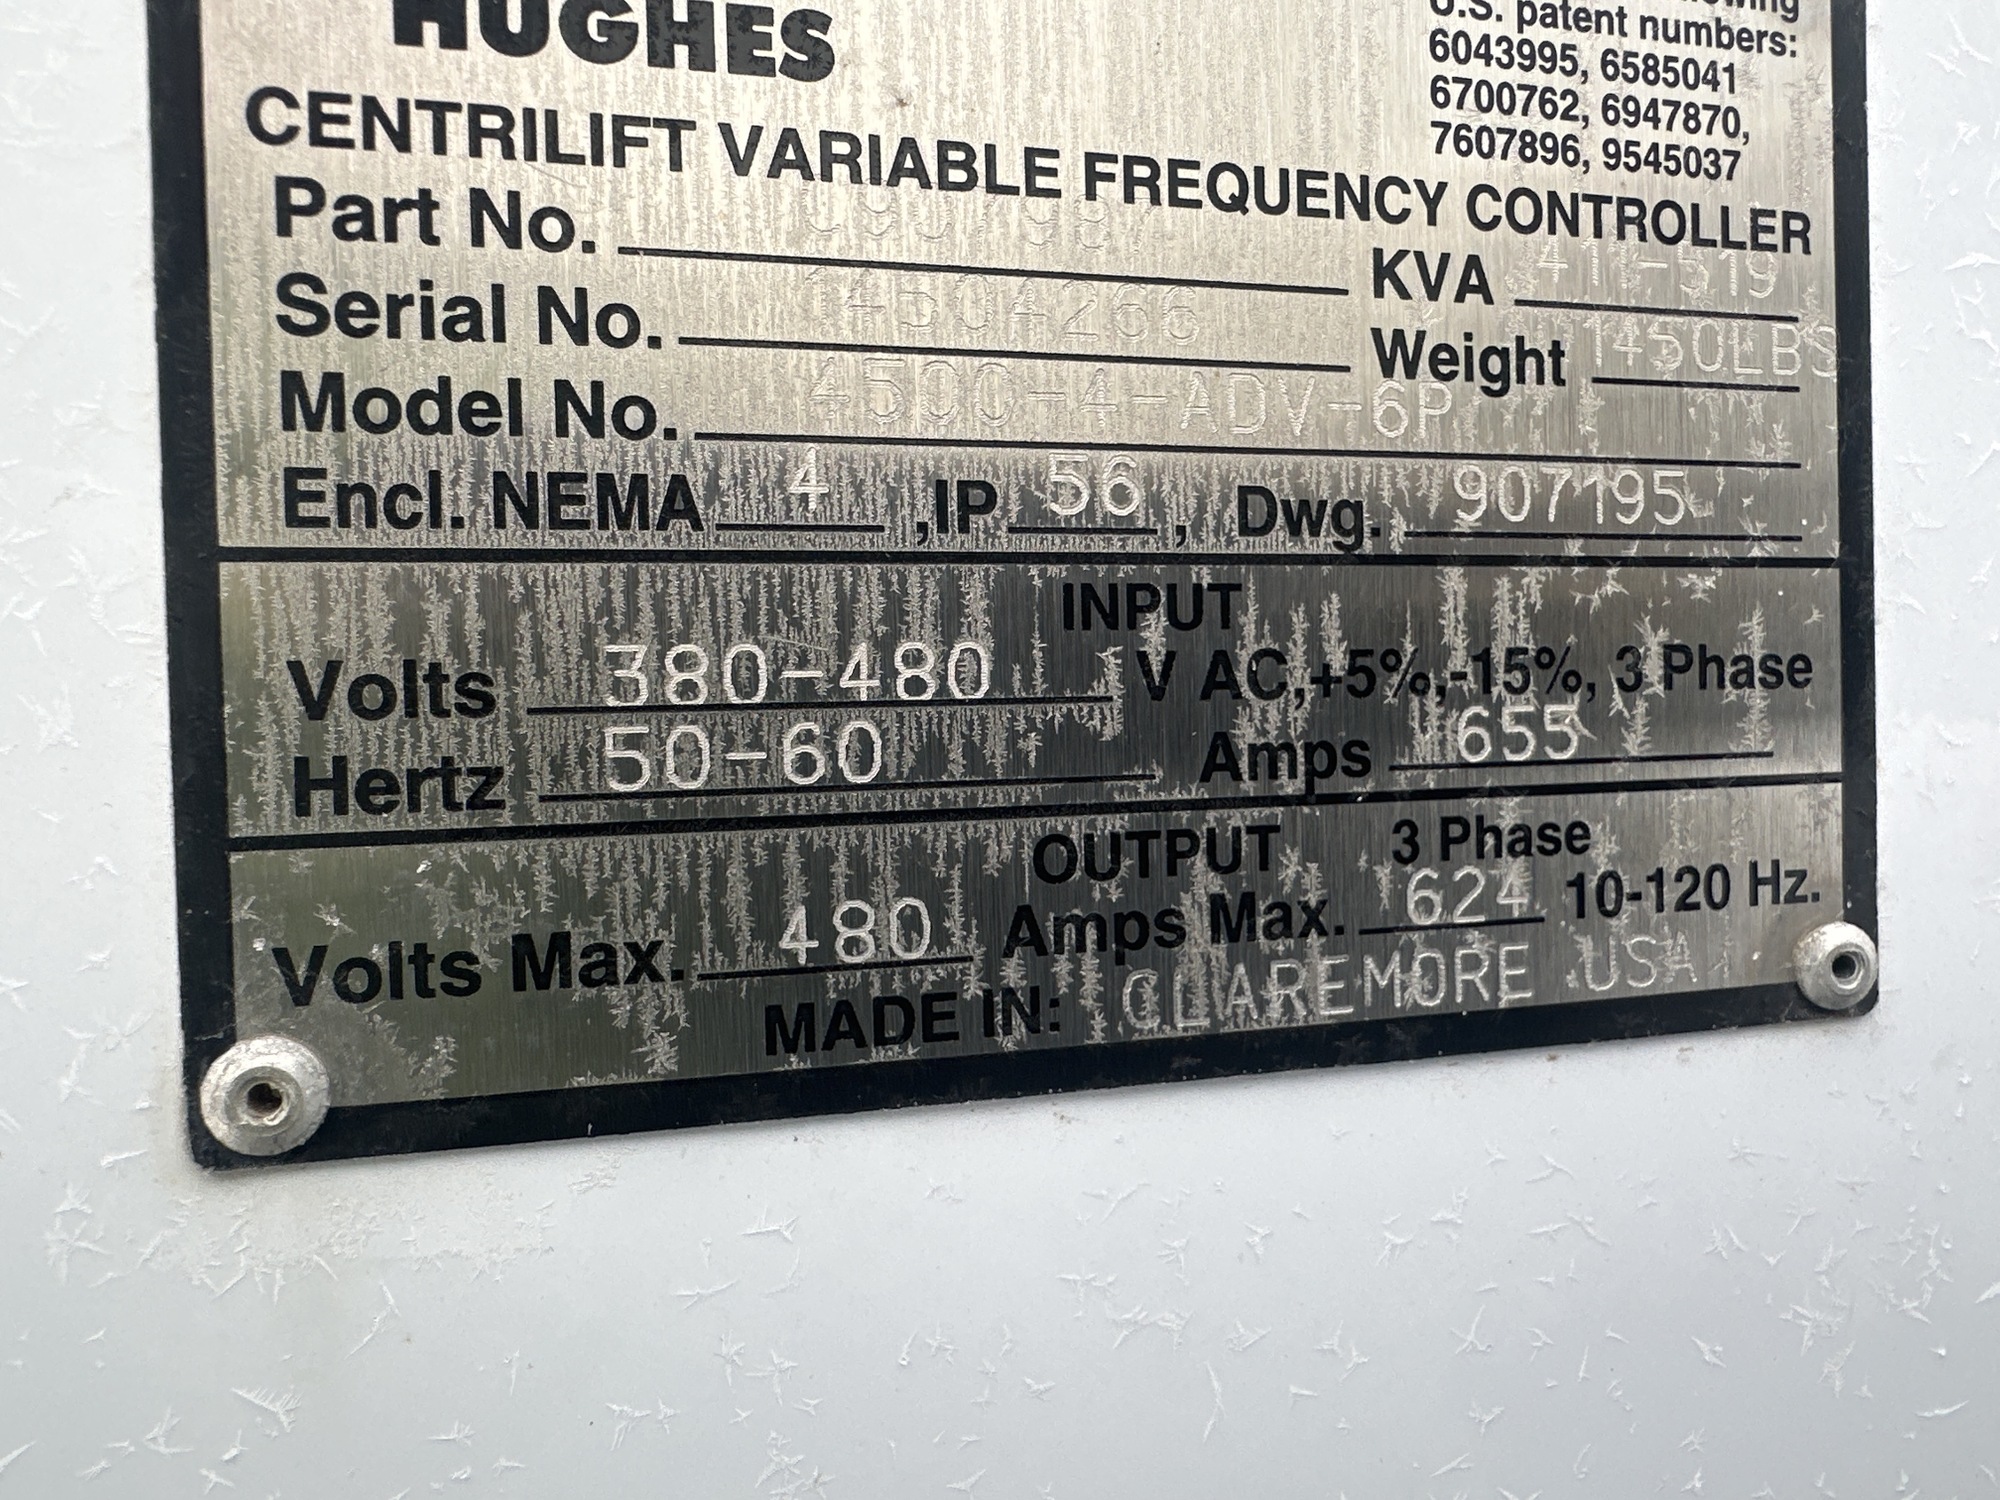 HUGHES
U.S. patent numbers:
6043995, 6585041
6700762, 6947870,
7607896, 9545037
CENTRILIFT VARIABLE FREQUENCY CONTROLLER
Part No.
KVA 411-519
Serial No. 14504266
Weight 1450LBS
Model No. 4500-4-ADV-6P
Encl. NEMA 4 ,IP 56 , Dwg. 907195
INPUT
Volts 380-480 V AC,+5%,-15%, 3 Phase
Hertz 50-60 Amps 655
OUTPUT 3 Phase
Volts Max. 480 Amps Max. 624 10-120 Hz.
MADE IN: CLAREMORE USA